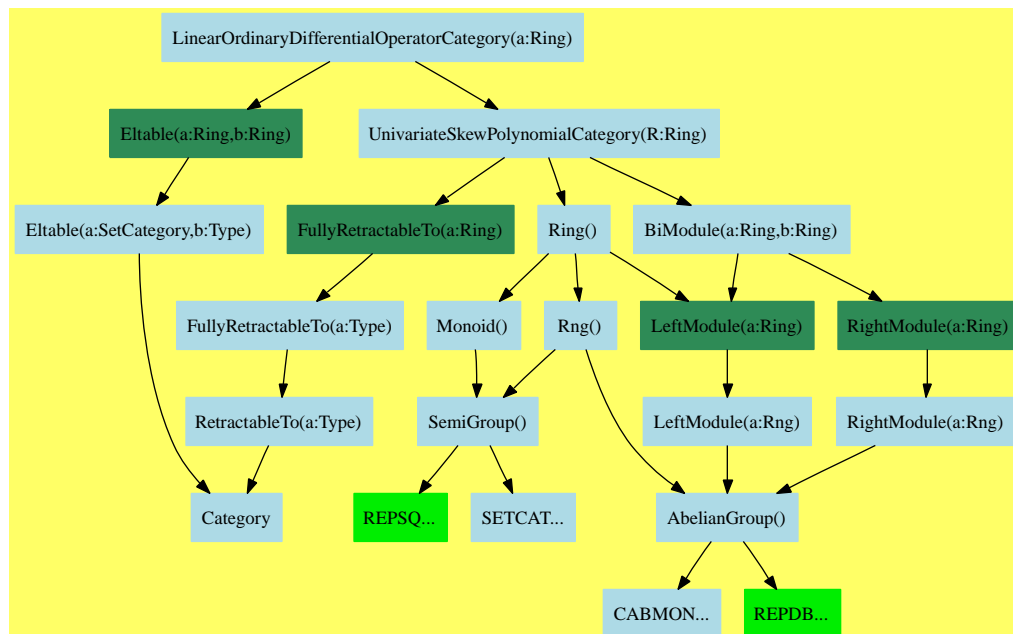 LinearOrdinaryDifferentialOperatorCategory(a:Ring)
Eltable(a:Ring,b:Ring)
UnivariateSkewPolynomialCategory(R:Ring)
Eltable(a:SetCategory,b:Type)
FullyRetractableTo(a:Ring)
Ring()
BiModule(a:Ring,b:Ring)
FullyRetractableTo(a:Type)
Monoid()
Rng()
LeftModule(a:Ring)
RightModule(a:Ring)
RetractableTo(a:Type)
SemiGroup()
LeftModule(a:Rng)
RightModule(a:Rng)
Category
REPSQ...
SETCAT...
AbelianGroup()
CABMON...
REPDB...